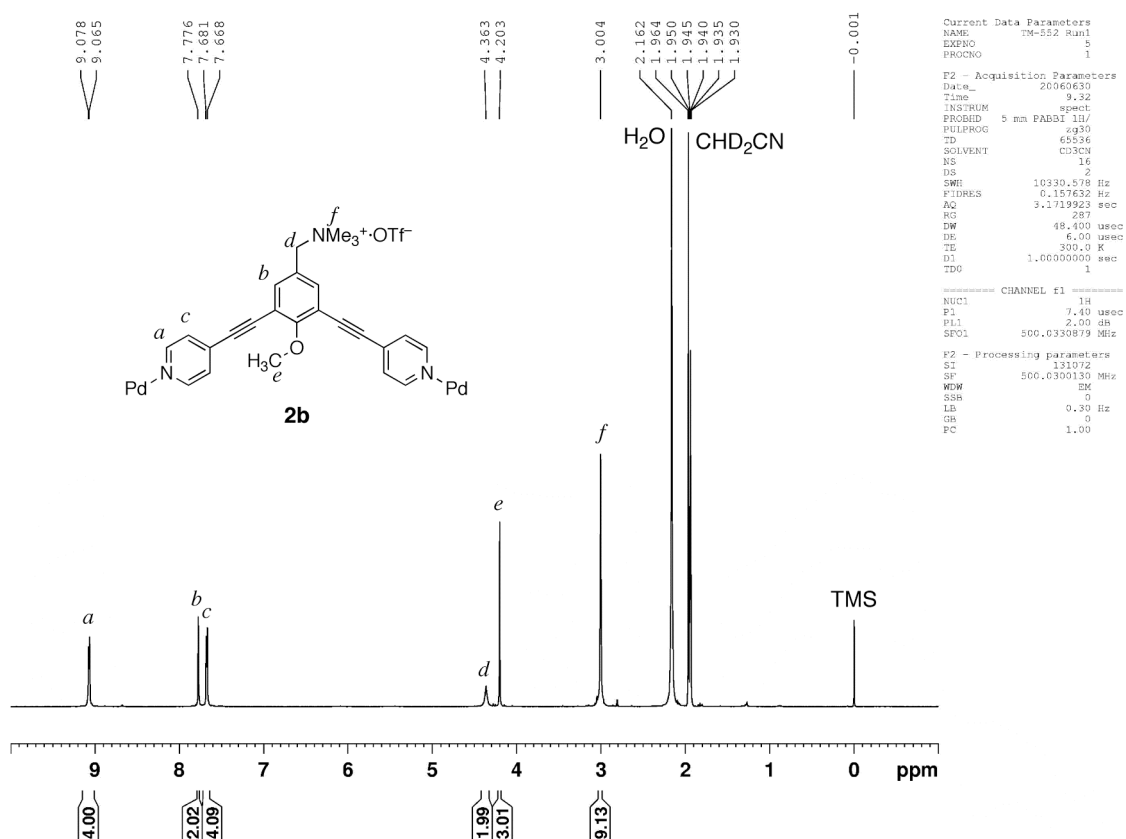 9.078
9.065
7.776
7.681
7.668
4.363
4.203
3.004
2.162
1.964
1.950
1.945
1.940
1.935
1.930
-0.001
Current Data Parameters
NAME TM-552 Run1
EXPNO 5
PROCNO 1
F2 - Acquisition Parameters
Date_ 20060630
Time 9.32
INSTRUM spect
PROBHD 5 mm PABBI 1H/
PULPROG zg30
TD 65536
SOLVENT CD3CN
NS 16
DS 2
SWH 10330.578 Hz
FIDRES 0.157632 Hz
AQ 3.1719923 sec
RG 287
DW 48.400 usec
DE 6.00 usec
TE 300.0 K
D1 1.00000000 sec
TD0 1
======== CHANNEL f1 ========
NUC1 1H
P1 7.40 usec
PL1 2.00 dB
SFO1 500.0330879 MHz
F2 - Processing parameters
SI 131072
SF 500.0300130 MHz
WDW EM
SSB 0
LB 0.30 Hz
GB 0
PC 1.00
H₂O
CHD₂CN
f
d NMe₃⁺·OTf⁻
b
c
a
O
H₃C
e
N
N
Pd
Pd
2b
f
e
a
b
c
d
TMS
9 8 7 6 5 4 3 2 1 0 ppm
4.00
2.02
4.09
1.99
3.01
9.13